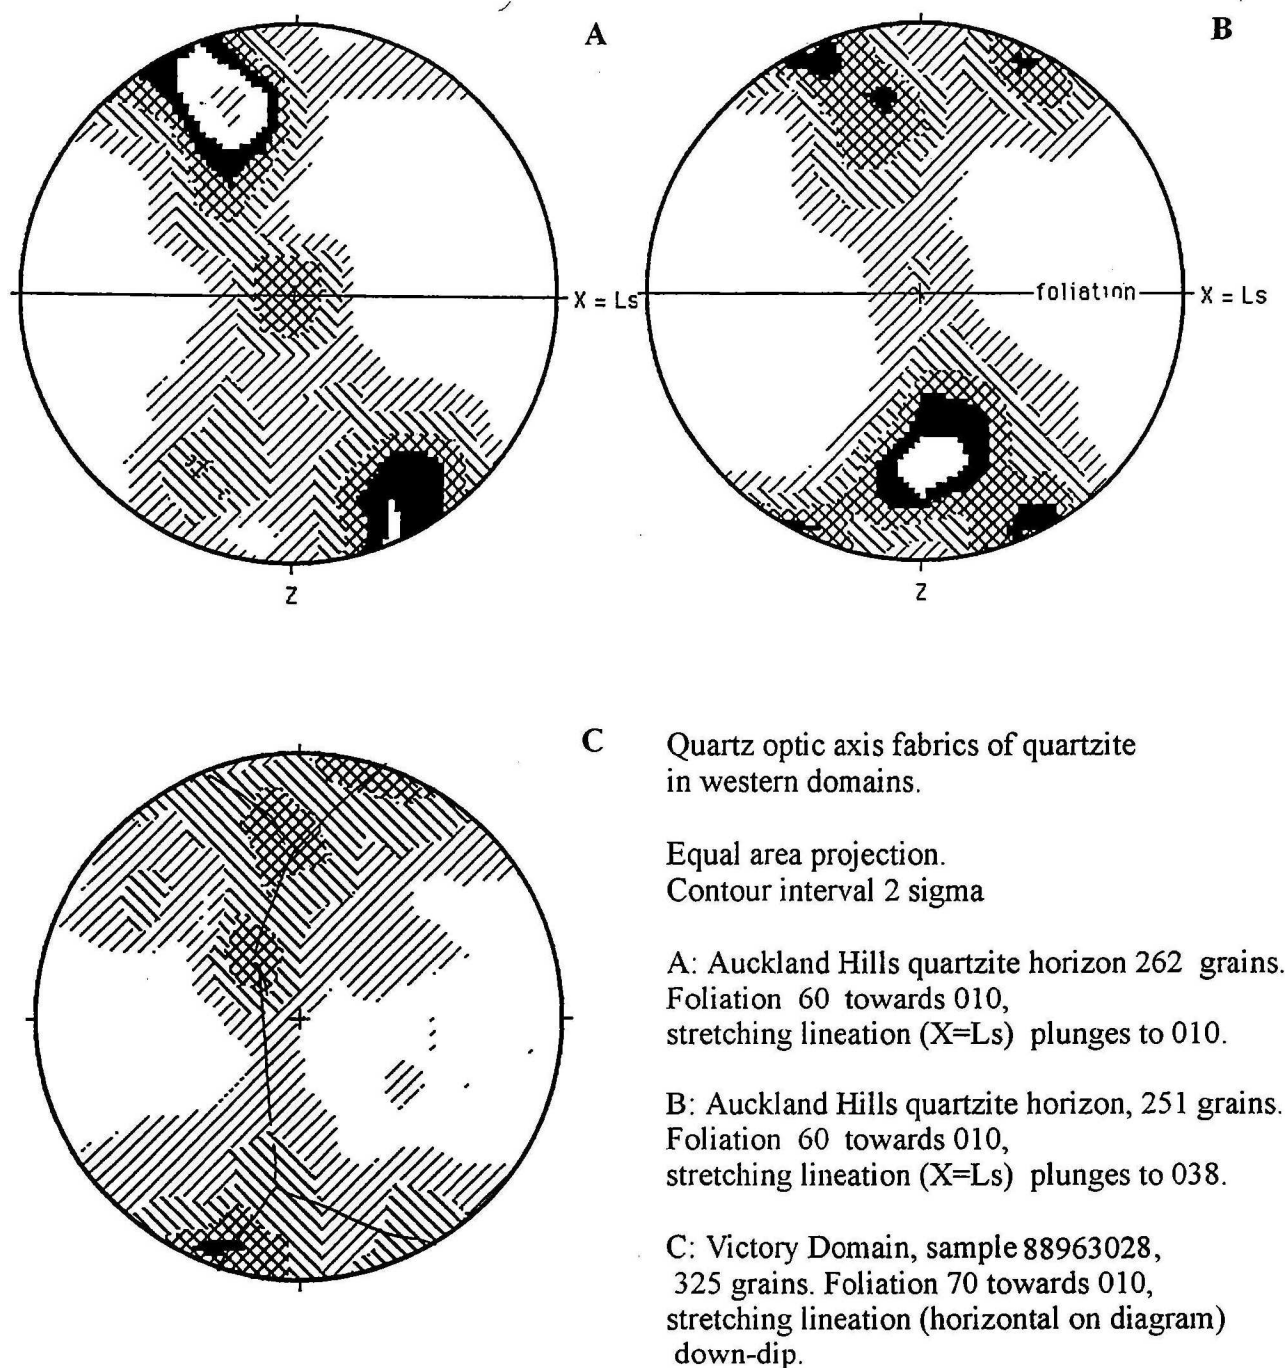 A
B
X = Ls
foliation
X = Ls
Z
Z
C
Quartz optic axis fabrics of quartzite
in western domains.
Equal area projection.
Contour interval 2 sigma
A: Auckland Hills quartzite horizon 262 grains.
Foliation 60 towards 010,
stretching lineation (X=Ls) plunges to 010.
B: Auckland Hills quartzite horizon, 251 grains.
Foliation 60 towards 010,
stretching lineation (X=Ls) plunges to 038.
C: Victory Domain, sample 88963028,
325 grains. Foliation 70 towards 010,
stretching lineation (horizontal on diagram)
down-dip.